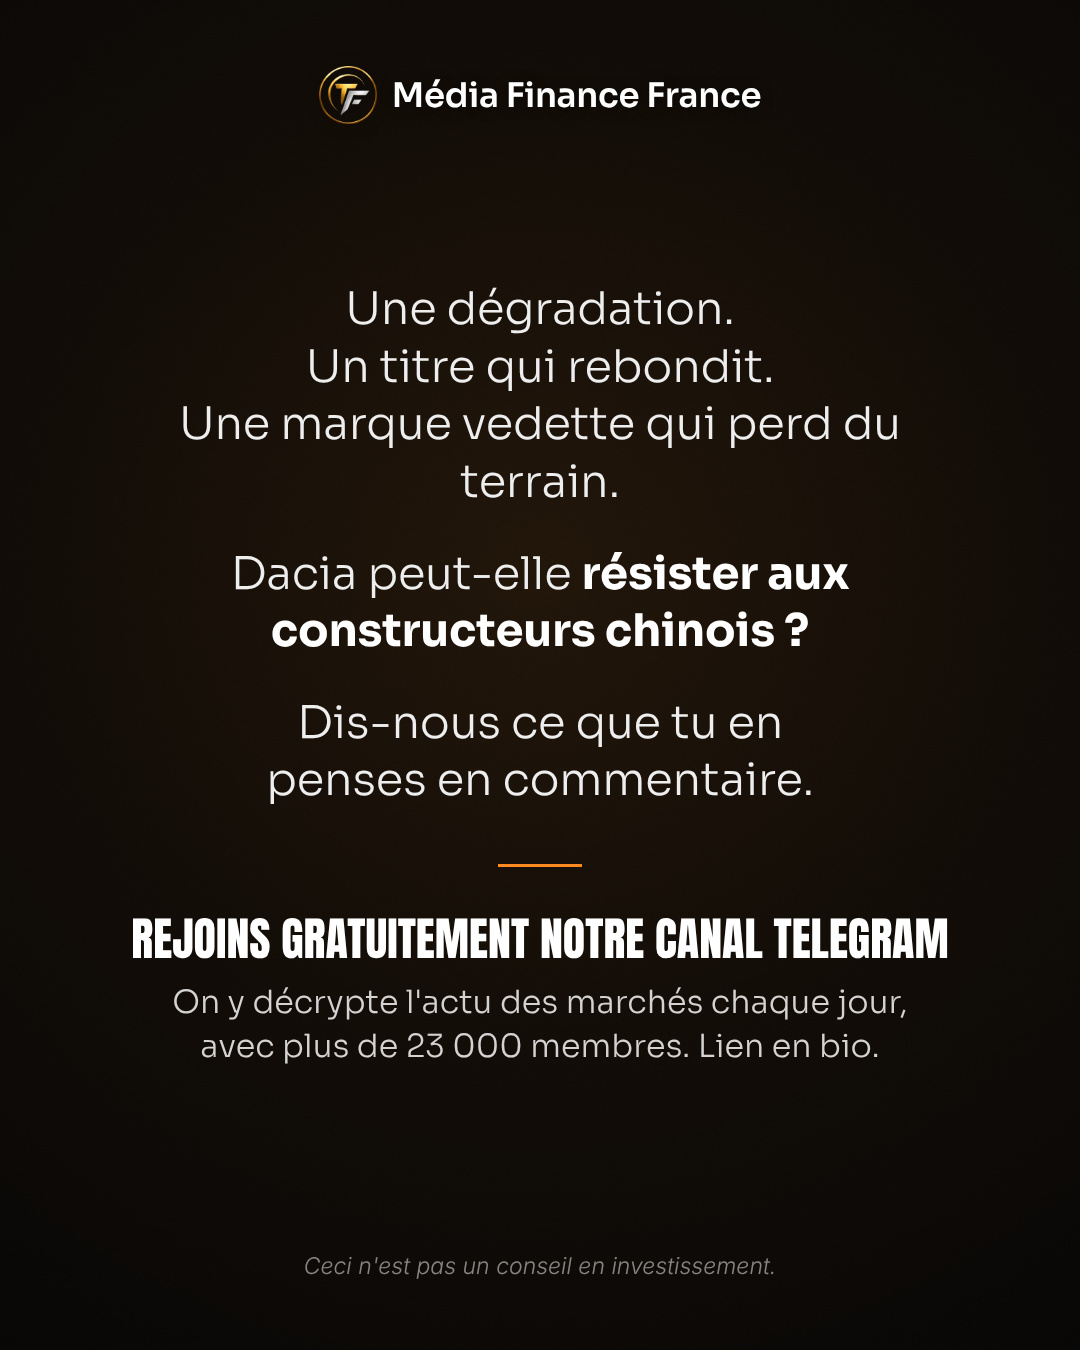 TF Média Finance France
Une dégradation.
Un titre qui rebondit.
Une marque vedette qui perd du
terrain.
Dacia peut-elle résister aux
constructeurs chinois ?
Dis-nous ce que tu en
penses en commentaire.
REJOINS GRATUITEMENT NOTRE CANAL TELEGRAM
On y décrypte l'actu des marchés chaque jour,
avec plus de 23 000 membres. Lien en bio.
Ceci n'est pas un conseil en investissement.